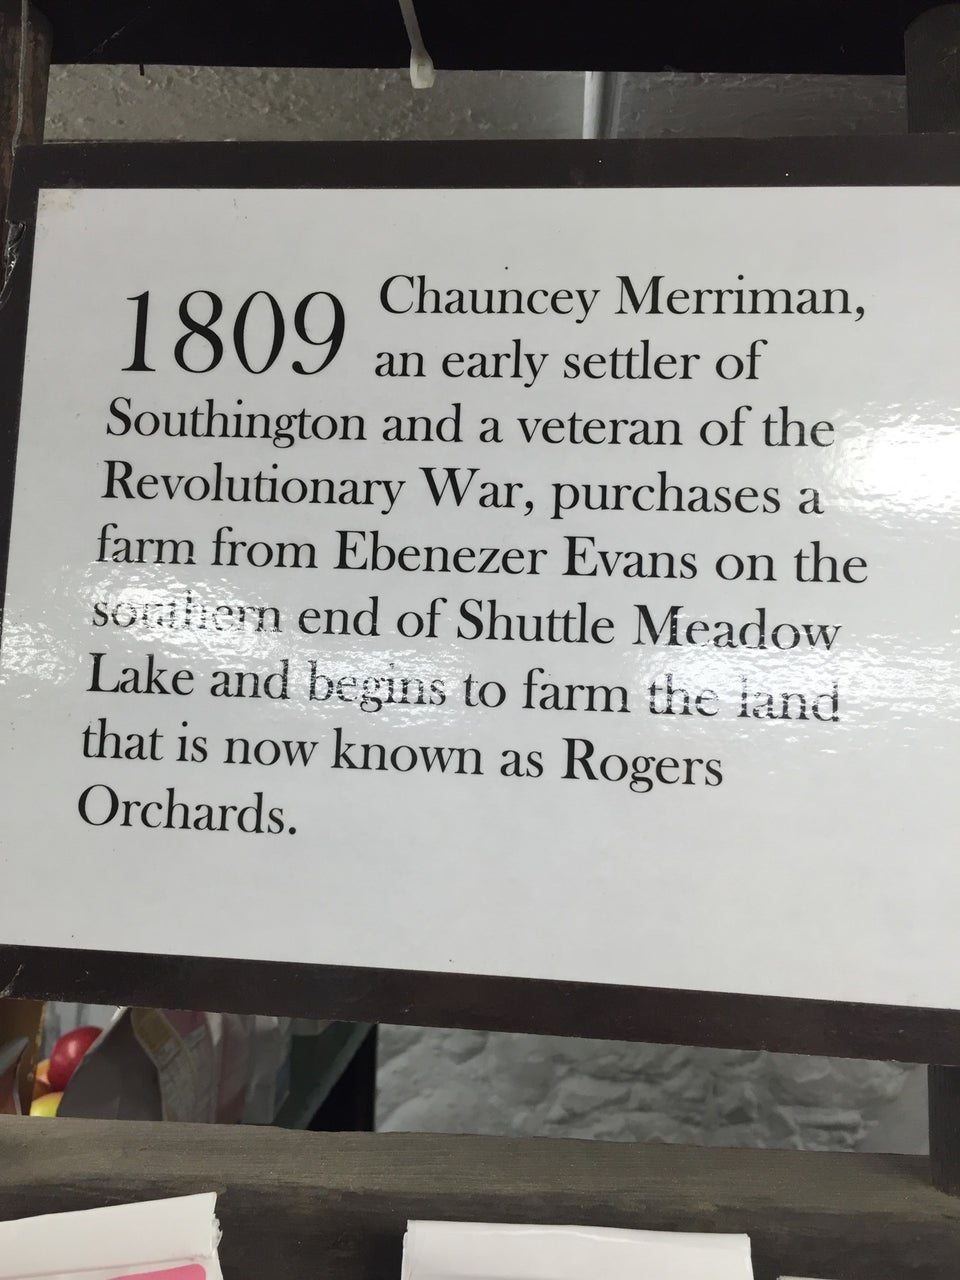 1809 Chauncey Merriman,
an early settler of
Southington and a veteran of the
Revolutionary War, purchases a
farm from Ebenezer Evans on the
southern end of Shuttle Meadow
Lake and begins to farm the land
that is now known as Rogers
Orchards.